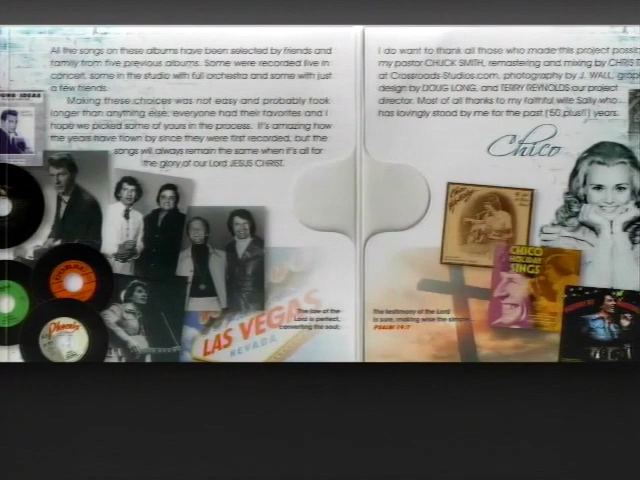 All the songs on these albums have been selected by friends and
family from five previous albums. Some were recorded live in
concert, some in the studio with full orchestra and some with just
a few friends.
Making these choices was not easy and probably took
longer than anything else; everyone had their favorites and I
hope we picked some of yours in the process. It's amazing how
the years have flown by since they were first recorded, but the
songs will always remain the same when it's all for
the glory of our Lord JESUS CHRIST.
I do want to thank all those who made this project
my pastor CHUCK SMITH, remastering and mixing by CHRIS
at Crossroads-Studios.com, photography by J. WALL,
design by DOUG LONG, and TERRY REYNOLDS our project
director. Most of all thanks to my faithful wife Sally who...
has lovingly stood by me for the past (50 plus!!) years.
Chico
IDEAS
LAS VEGAS
NEVADA
The law of the
Lord is perfect,
converting the soul;
The testimony of the Lord
is sure, making wise the simple.
PSALM 19:7
CHICO
HOLIDAY
SINGS